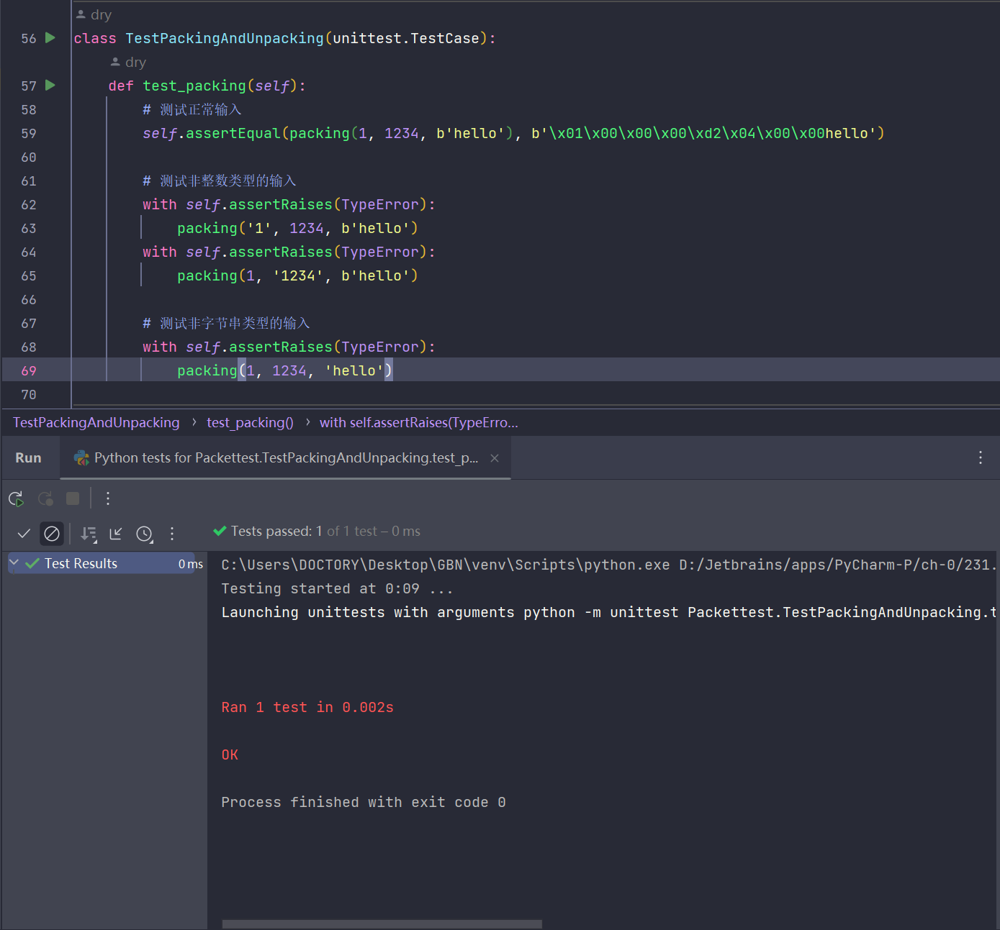 dry
56 class TestPackingAndUnpacking(unittest.TestCase):
dry
57 def test_packing(self):
58 # 测试正常输入
59 self.assertEqual(packing(1, 1234, b'hello'), b'\x01\x00\x00\x00\xd2\x04\x00\x00hello')
60
61 # 测试非整数类型的输入
62 with self.assertRaises(TypeError):
63 packing('1', 1234, b'hello')
64 with self.assertRaises(TypeError):
65 packing(1, '1234', b'hello')
66
67 # 测试非字节串类型的输入
68 with self.assertRaises(TypeError):
69 packing(1, 1234, 'hello')
70
TestPackingAndUnpacking › test_packing() › with self.assertRaises(TypeErro...
Run Python tests for Packettest.TestPackingAndUnpacking.test_p... ×
Tests passed: 1 of 1 test – 0 ms
Test Results 0 ms
C:\Users\DOCTORY\Desktop\GBN\venv\Scripts\python.exe D:/Jetbrains/apps/PyCharm-P/ch-0/231.
Testing started at 0:09 ...
Launching unittests with arguments python -m unittest Packettest.TestPackingAndUnpacking.t
Ran 1 test in 0.002s
OK
Process finished with exit code 0